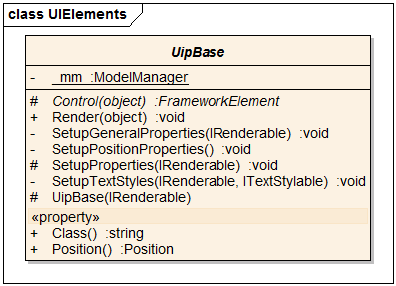 class UIElements
UipBase
- _mm :ModelManager
# Control(object) :FrameworkElement
+ Render(object) :void
- SetupGeneralProperties(IRenderable) :void
- SetupPositionProperties() :void
# SetupProperties(IRenderable) :void
- SetupTextStyles(IRenderable, ITextStylable) :void
# UipBase(IRenderable)
«property»
+ Class() :string
+ Position() :Position